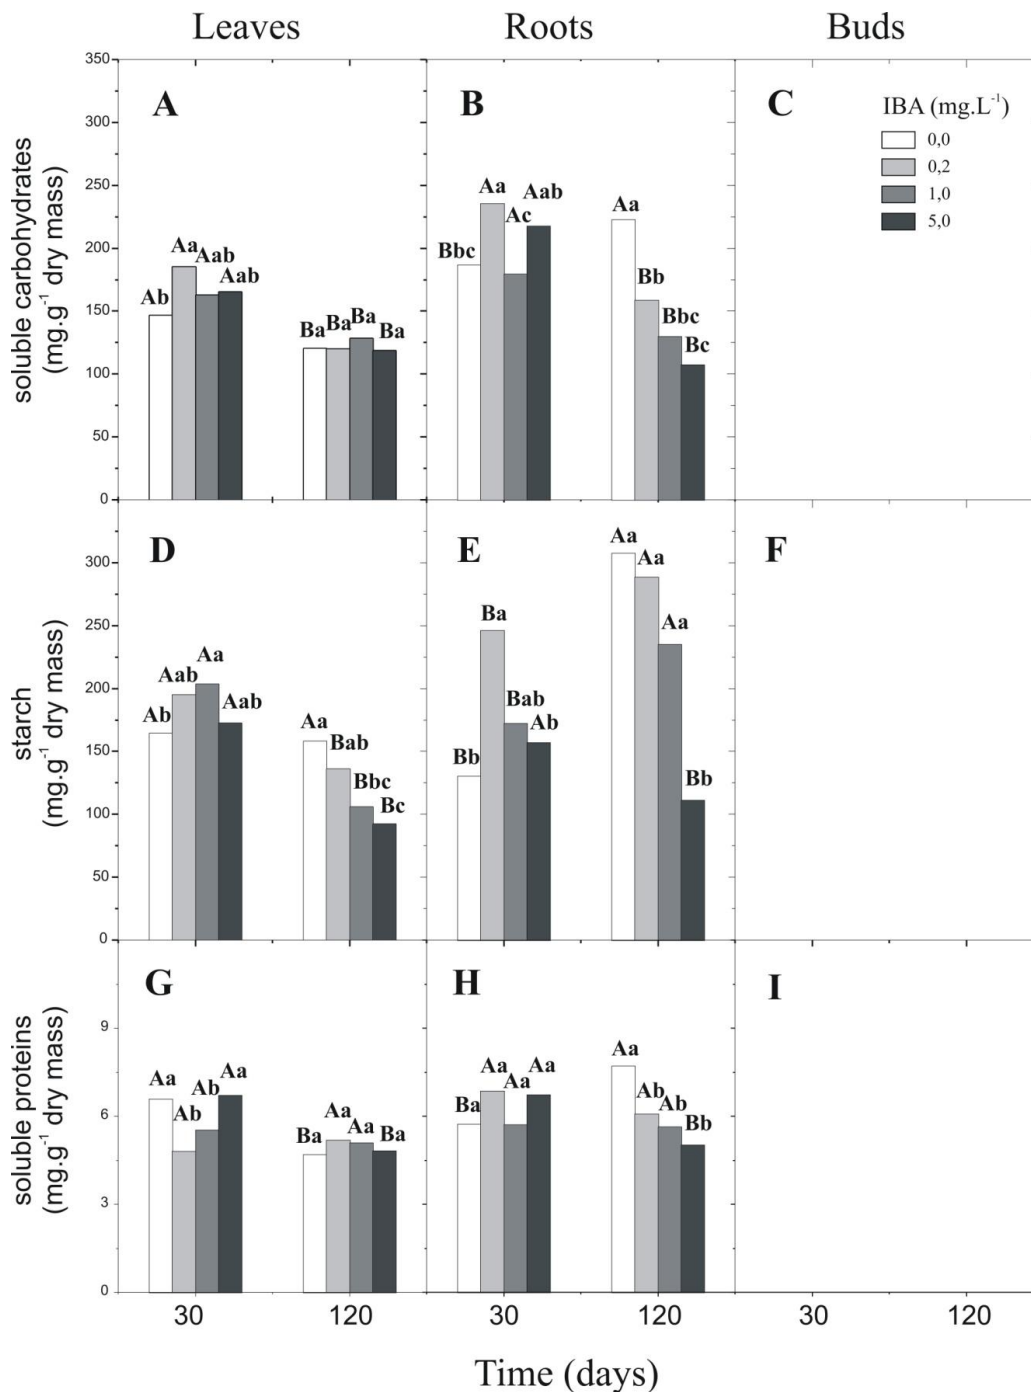 Leaves Roots Buds
350
A B C IBA (mg.L-1)
0,0
0,2
1,0
5,0
300
250
200
150
100
50
0
soluble carbohydrates
(mg.g-1 dry mass)
Ab Aa Aab Aab Ba Ba Ba Ba
Bbc Aa Ac Aab Aa Bb Bbc Bc
D E F
300
250
200
150
100
50
0
starch
(mg.g-1 dry mass)
Ab Aab Aa Aab Aa Bab Bbc Bc
Bb Ba Bab Ab Aa Aa Aa Bb
G H I
9
6
3
0
soluble proteins
(mg.g-1 dry mass)
Aa Ab Ab Aa Ba Aa Aa Ba
Ba Aa Aa Aa Aa Ab Ab Bb
30 120 30 120 30 120
Time (days)